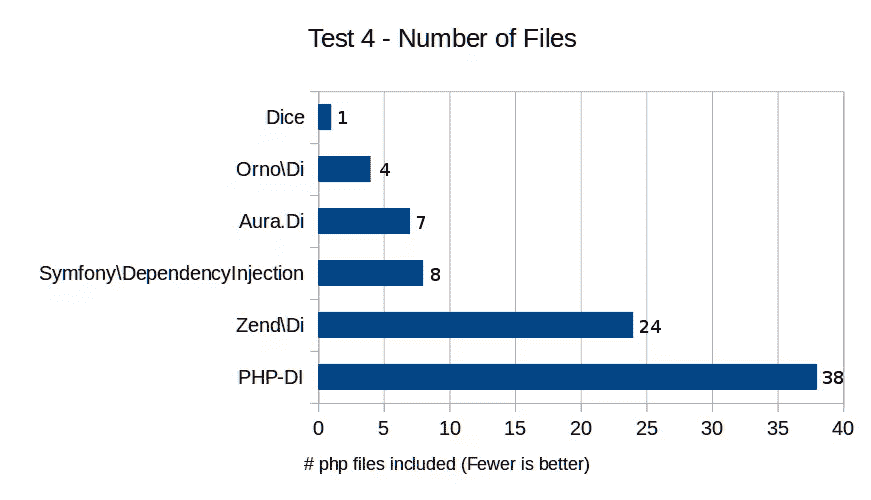 Test 4 - Number of Files
Dice 1
Orno\Di 4
Aura.Di 7
Symfony\DependencyInjection 8
Zend\Di 24
PHP-DI 38
0 5 10 15 20 25 30 35 40
# php files included (Fewer is better)